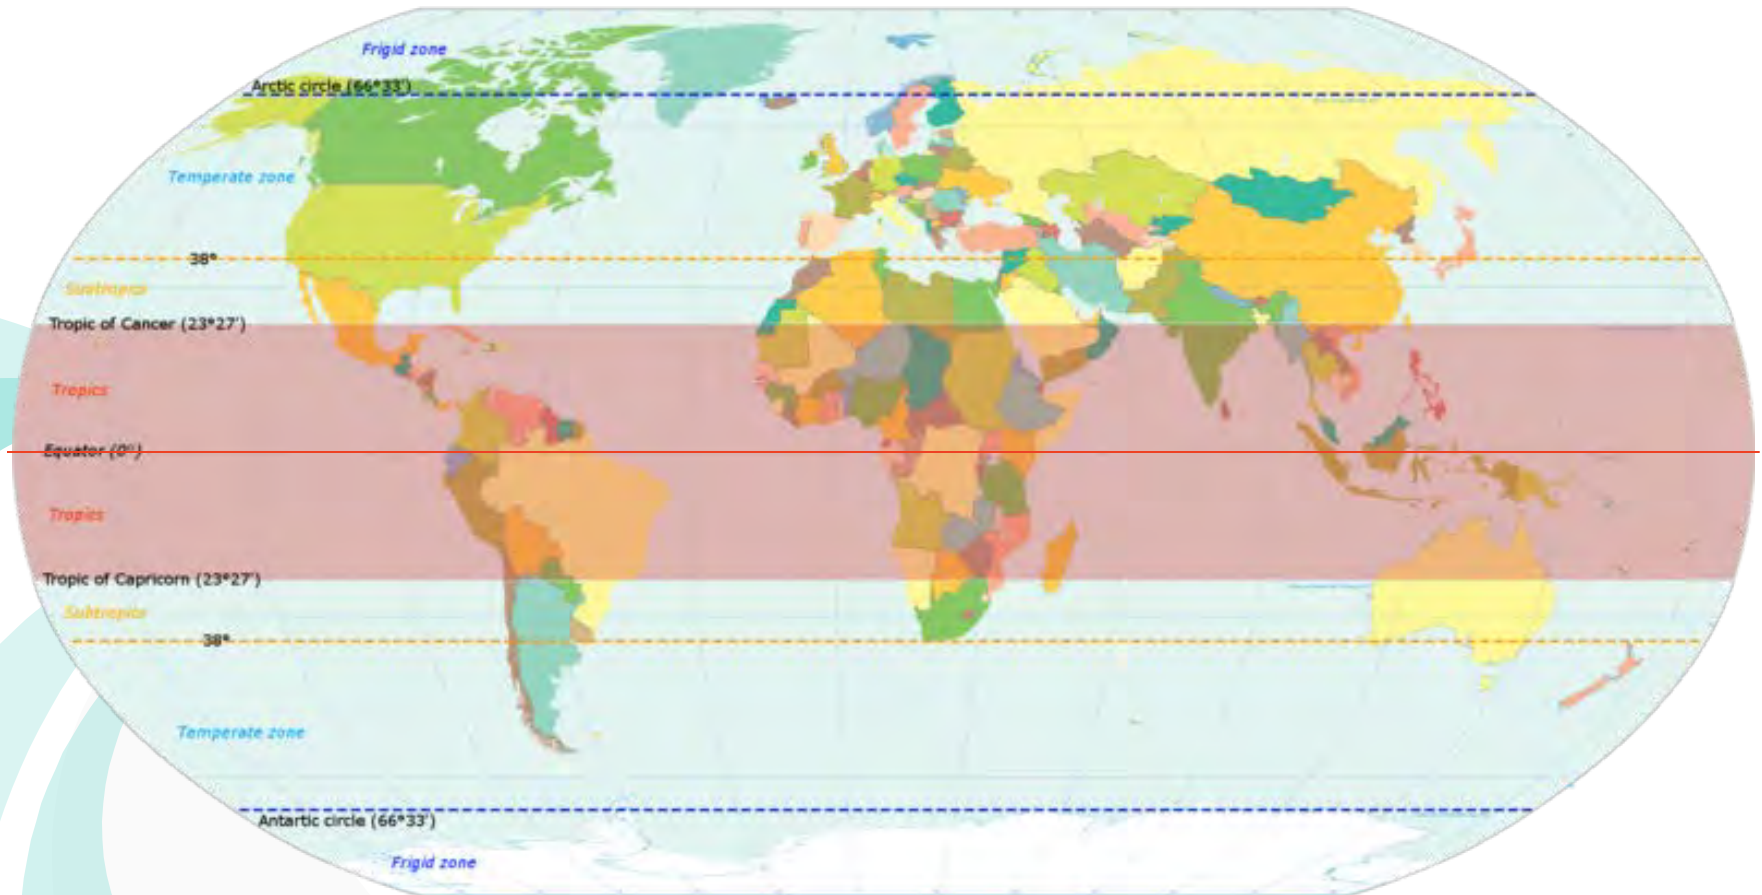 Frigid zone
Arctic circle (66°33')
Temperate zone
38°
Subtropics
Tropic of Cancer (23°27')
Tropics
Equator (0°)
Tropics
Tropic of Capricorn (23°27')
Subtropics
38°
Temperate zone
Antartic circle (66°33')
Frigid zone